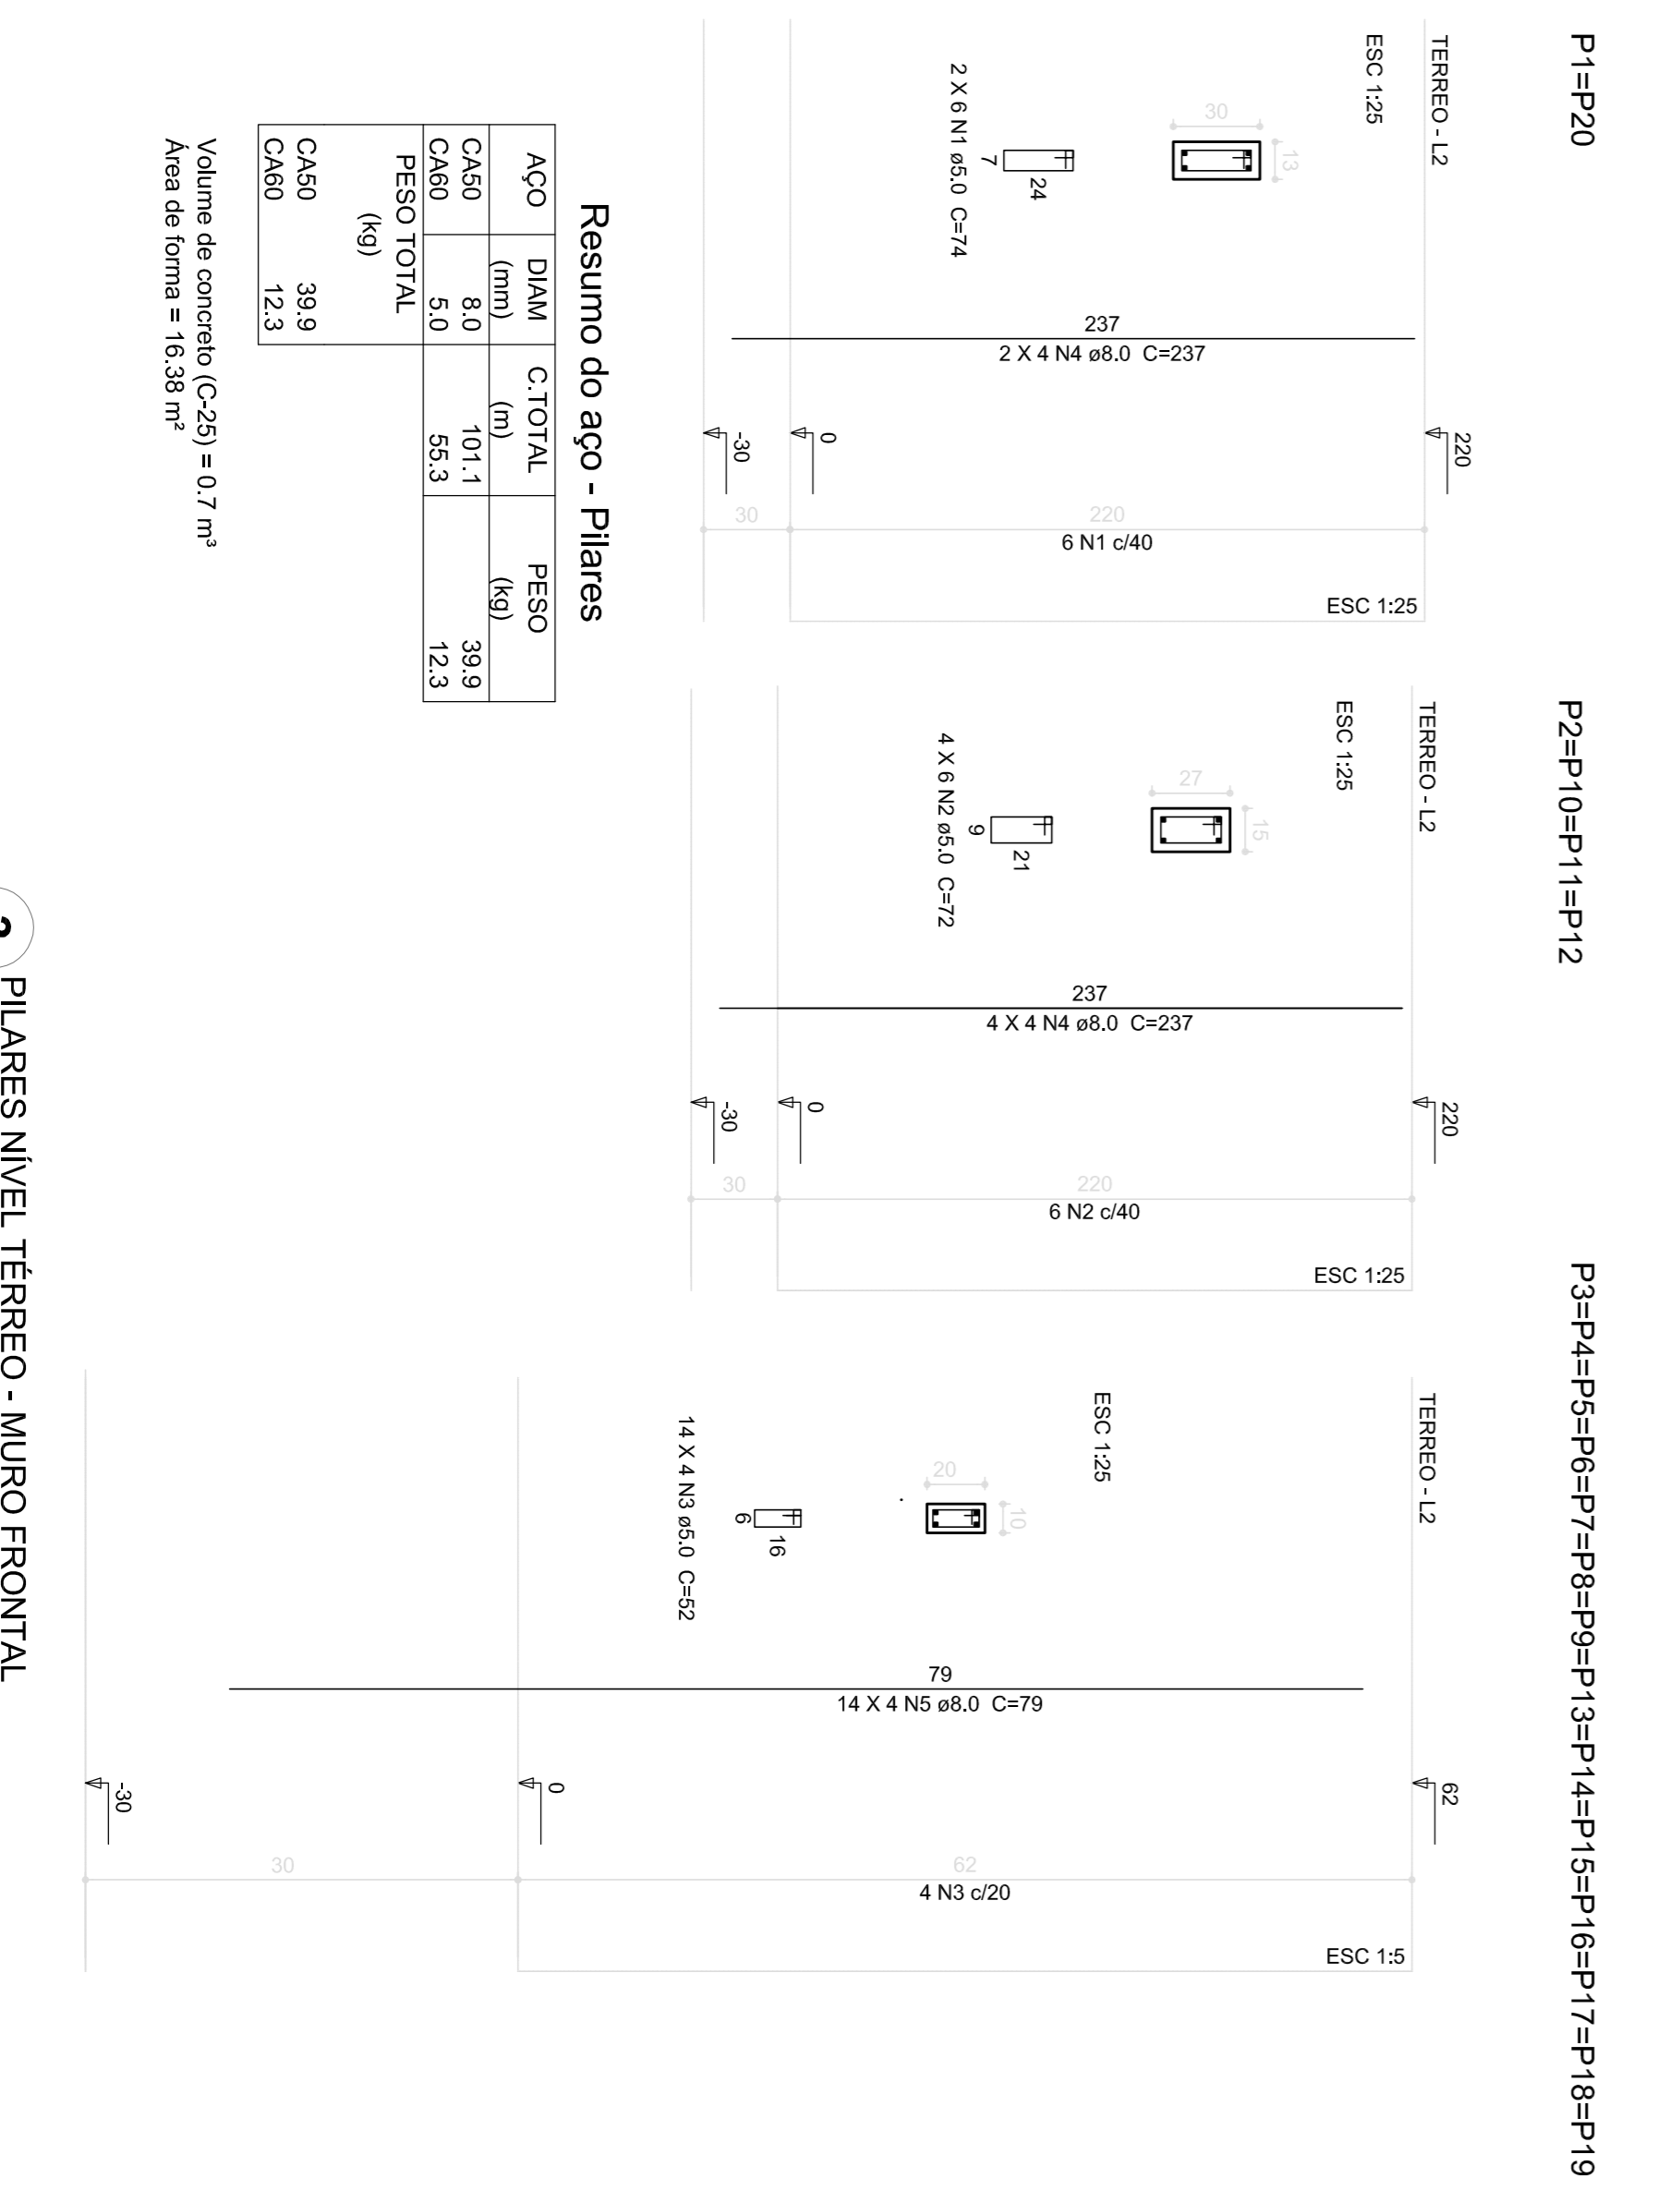 P1=P20
TERREO - L2
ESC 1:25
30
13
24
7
2 X 6 N1 ø5.0 C=74
237
2 X 4 N4 ø8.0 C=237
220
0
-30
220
30
6 N1 c/40
ESC 1:25
P2=P10=P11=P12
TERREO - L2
ESC 1:25
27
15
21
9
4 X 6 N2 ø5.0 C=72
237
4 X 4 N4 ø8.0 C=237
220
0
-30
220
30
6 N2 c/40
ESC 1:25
P3=P4=P5=P6=P7=P8=P9=P13=P14=P15=P16=P17=P18=P19
TERREO - L2
ESC 1:25
20
10
16
6
14 X 4 N3 ø5.0 C=52
79
14 X 4 N5 ø8.0 C=79
62
0
-30
62
30
4 N3 c/20
ESC 1:5
Resumo do aço - Pilares
AÇO DIAM C.TOTAL PESO
(mm) (m) (kg)
CA50 8.0 101.1 39.9
CA60 5.0 55.3 12.3
PESO TOTAL
(kg)
CA50 39.9
CA60 12.3
Volume de concreto (C-25) = 0.7 m³
Área de forma = 16.38 m²
PILARES NÍVEL TÉRREO - MURO FRONTAL